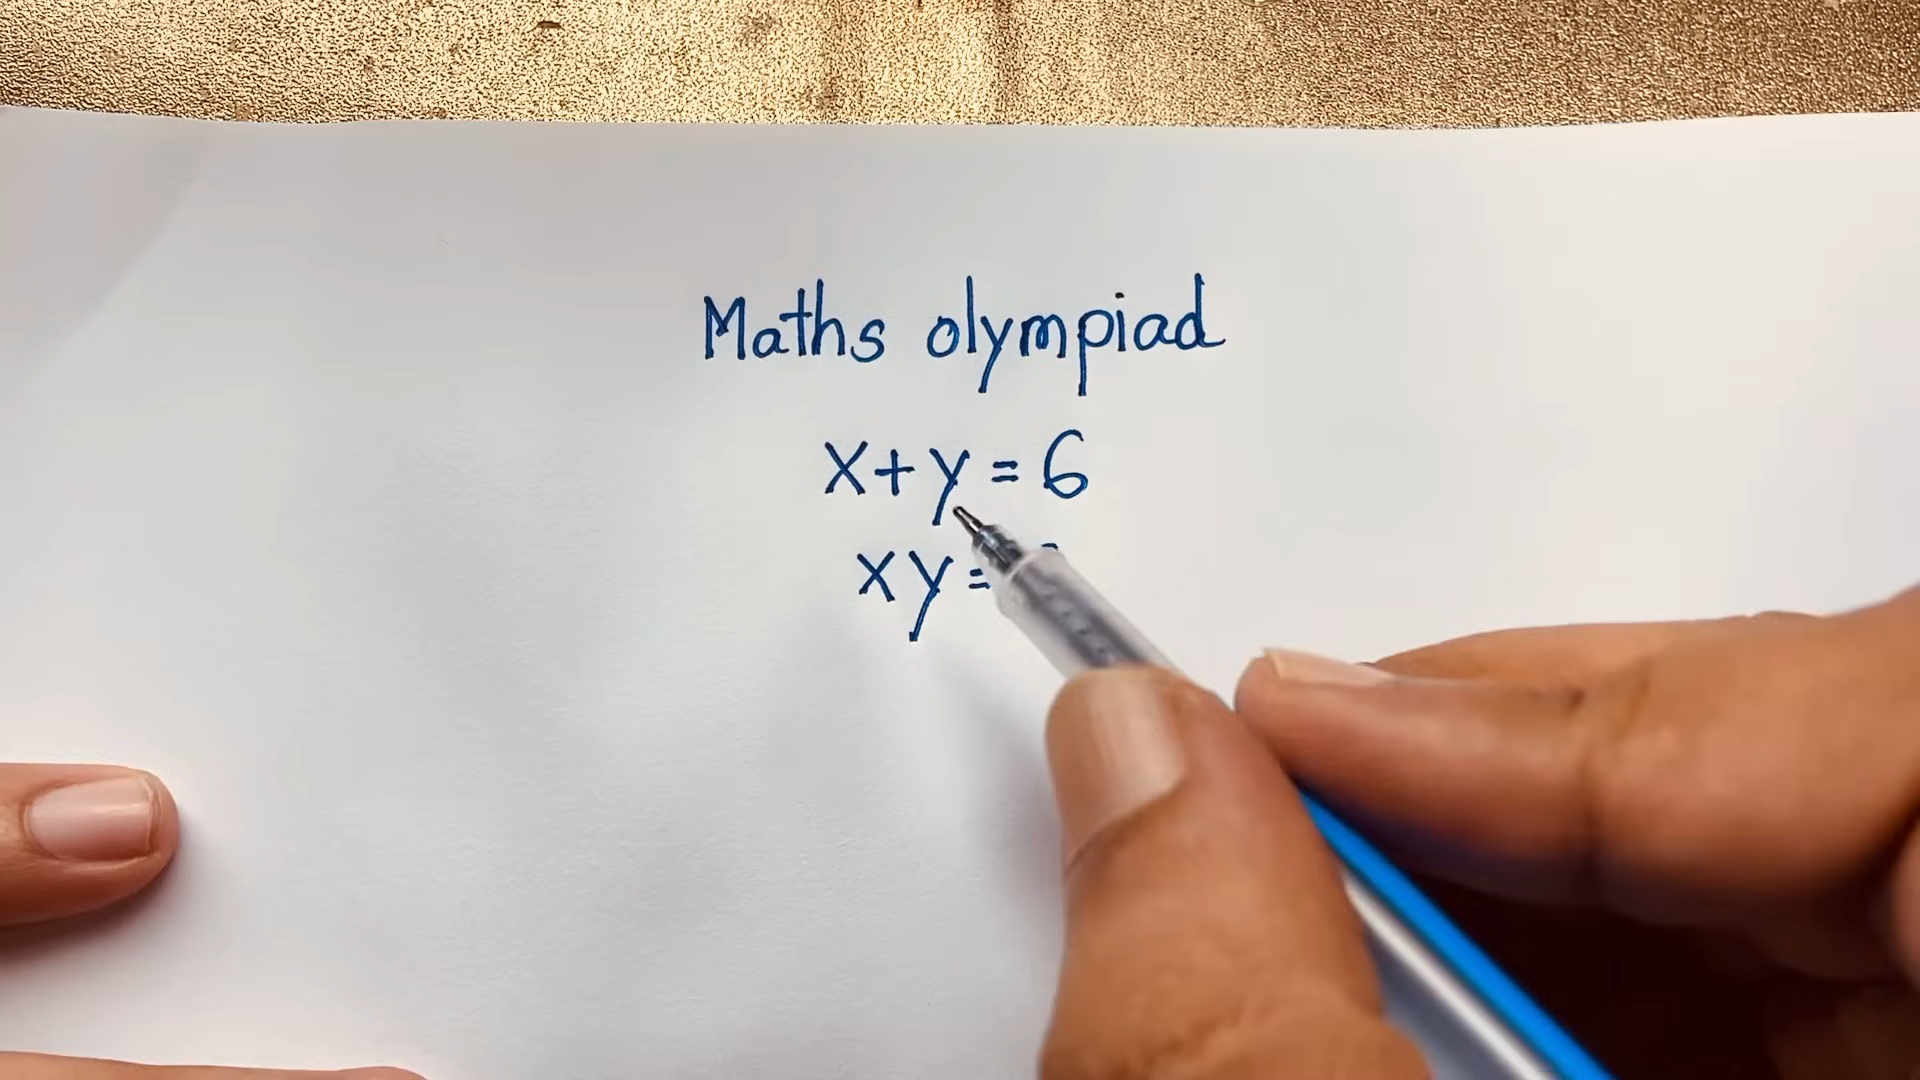 Maths olympiad
x+y = 6
xy =